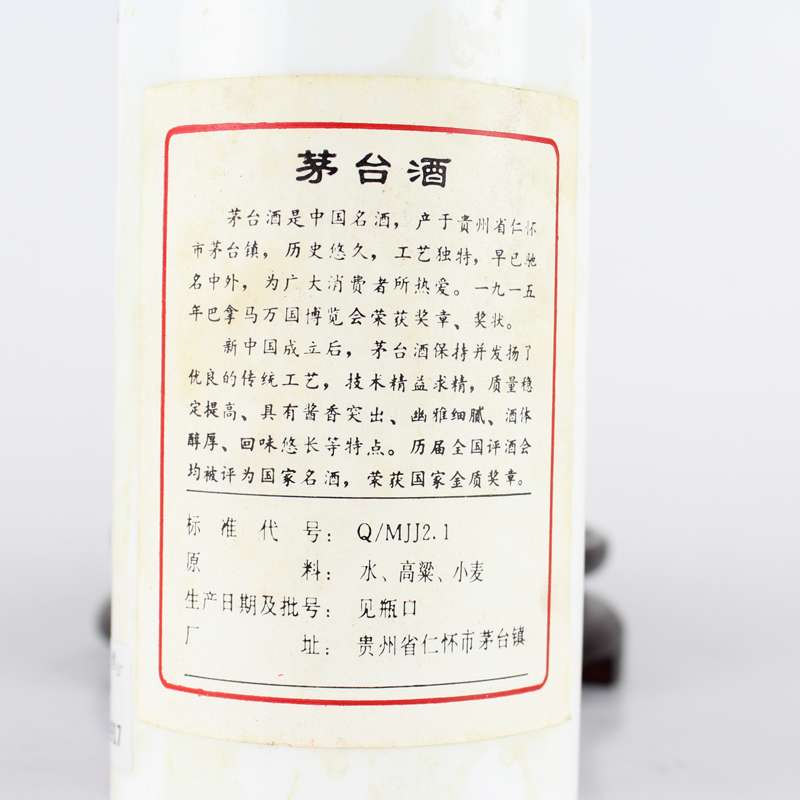 茅台酒
茅台酒是中国名酒，产于贵州省仁怀
市茅台镇，历史悠久，工艺独特，早已驰
名中外，为广大消费者所热爱。一九一五
年巴拿马万国博览会荣获奖章、奖状。
新中国成立后，茅台酒保持并发扬了
优良的传统工艺，技术精益求精，质量稳
定提高、具有酱香突出、幽雅细腻、酒体
醇厚、回味悠长等特点。历届全国评酒会
均被评为国家名酒，荣获国家金质奖章。
标准代号：Q/MJJ2.1
原料：水、高粱、小麦
生产日期及批号：见瓶口
厂址：贵州省仁怀市茅台镇